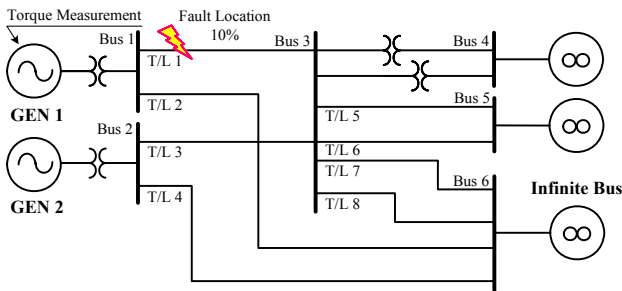 Torque Measurement
Bus 1
Fault Location
10%
Bus 3
Bus 4
T/L 1
GEN 1
T/L 2
Bus 5
Bus 2
T/L 5
T/L 3
T/L 6
T/L 7
Bus 6
Infinite Bus
GEN 2
T/L 4
T/L 8